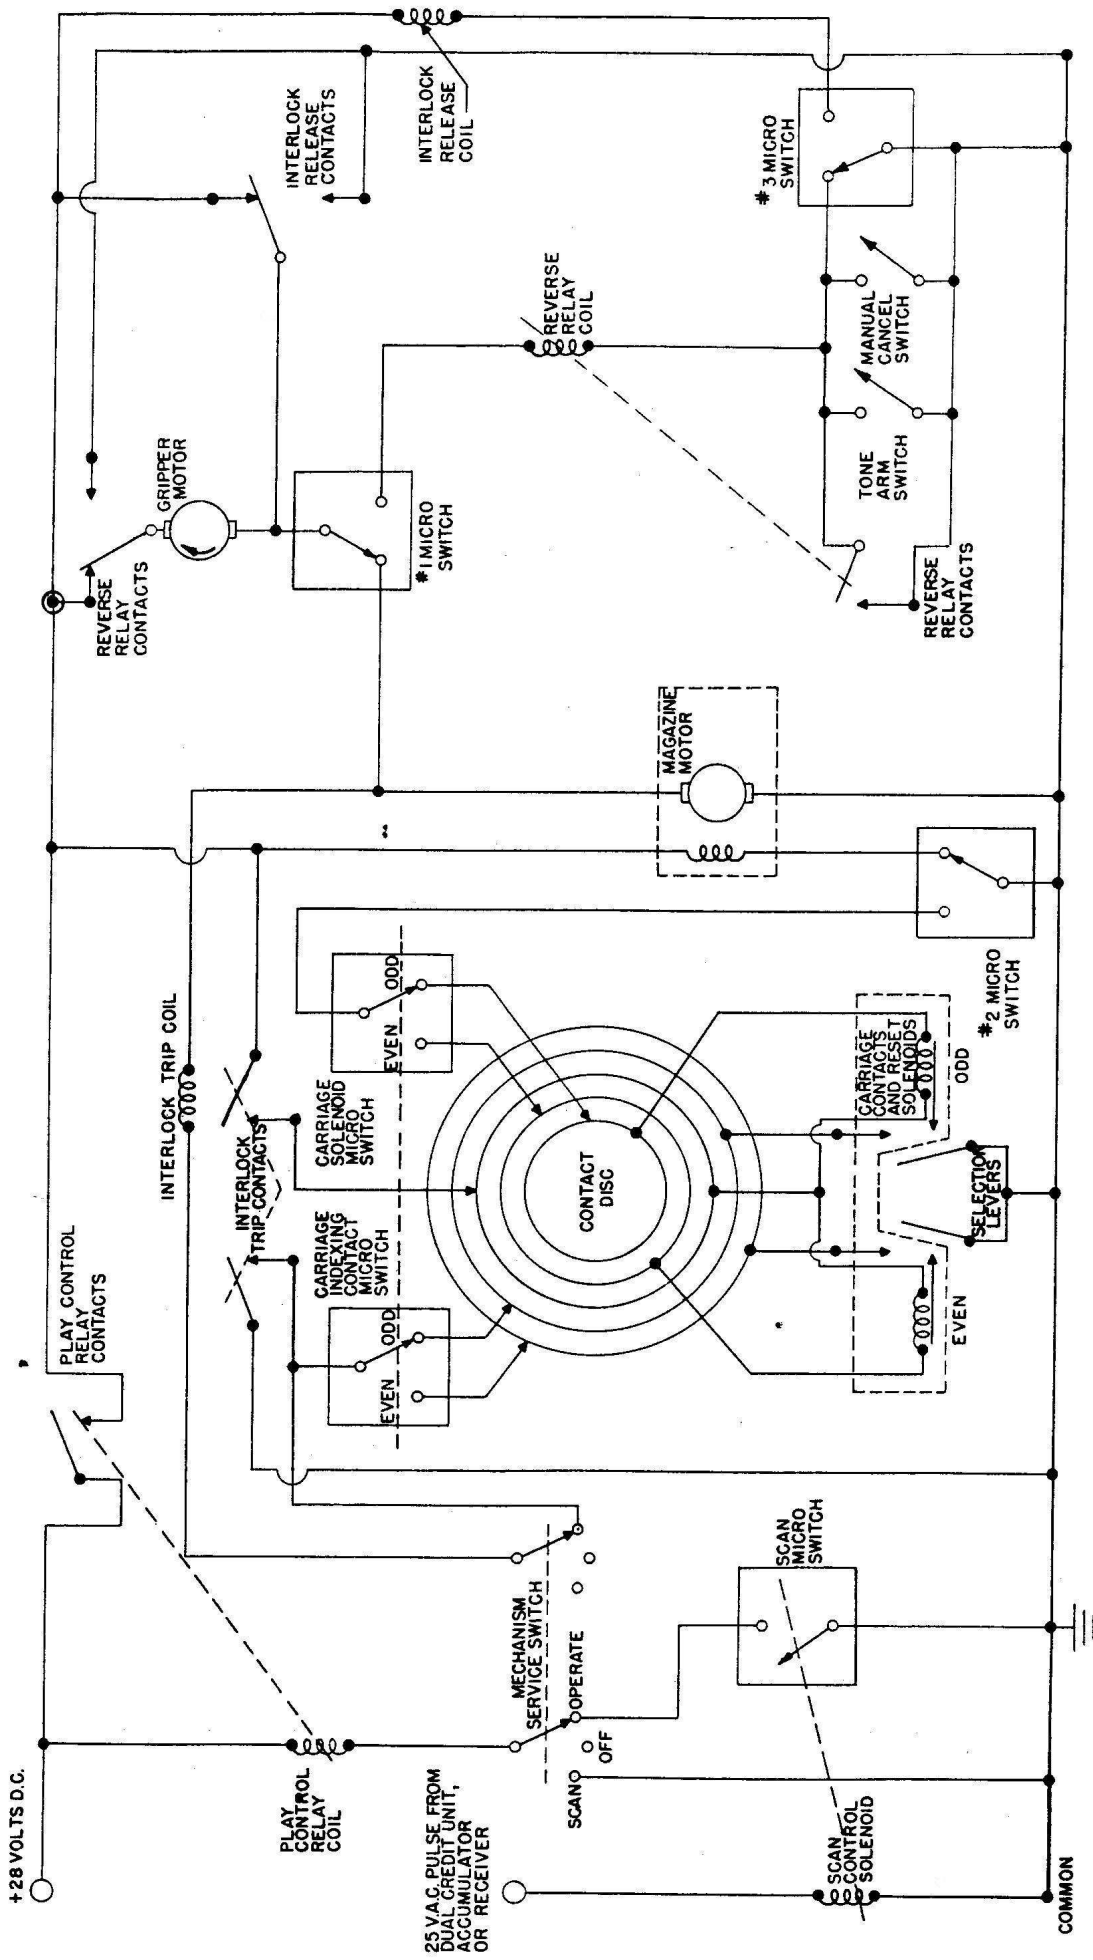 +28 VOLTS D.C.
PLAY
CONTROL
RELAY
COIL
25 V.A.C. PULSE FROM
DUAL CREDIT UNIT,
ACCUMULATOR
OR RECEIVER
SCAN
CONTROL
SOLENOID
COMMON
MECHANISM
SERVICE SWITCH
SCAN
OFF
OPERATE
SCAN
MICRO
SWITCH
PLAY CONTROL
RELAY
CONTACTS
INTERLOCK TRIP COIL
INTERLOCK
TRIP CONTACTS
CARRIAGE
INDEXING
CONTACT
MICRO
SWITCH
EVEN
ODD
CARRIAGE
SOLENOID
MICRO
SWITCH
EVEN
ODD
CONTACT
DISC
CARRIAGE
CONTACTS
AND RESET
SOLENOIDS
EVEN
ODD
SELECTION
LEVERS
#2 MICRO
SWITCH
MAGAZINE
MOTOR
REVERSE
RELAY
CONTACTS
GRIPPER
MOTOR
#1 MICRO
SWITCH
INTERLOCK
RELEASE
CONTACTS
INTERLOCK
RELEASE
COIL
REVERSE
RELAY
COIL
REVERSE
RELAY
CONTACTS
TONE
ARM
SWITCH
MANUAL
CANCEL
SWITCH
#3 MICRO
SWITCH